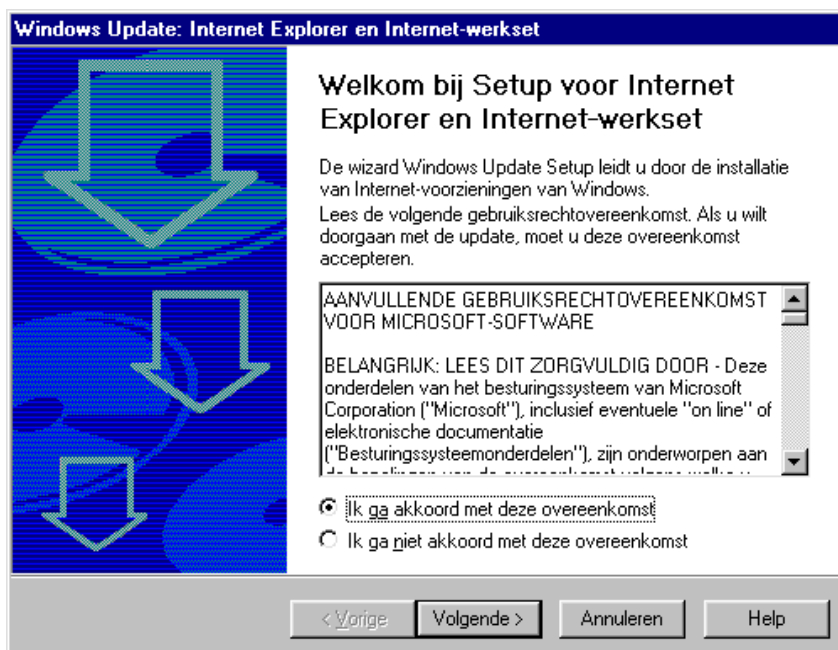 Windows Update: Internet Explorer en Internet-werkset
Welkom bij Setup voor Internet
Explorer en Internet-werkset
De wizard Windows Update Setup leidt u door de installatie
van Internet-voorzieningen van Windows.
Lees de volgende gebruiksrechtovereenkomst. Als u wilt
doorgaan met de update, moet u deze overeenkomst
accepteren.
AANVULLENDE GEBRUIKSRECHTOVEREENKOMST
VOOR MICROSOFT-SOFTWARE
BELANGRIJK: LEES DIT ZORGVULDIG DOOR - Deze
onderdelen van het besturingssysteem van Microsoft
Corporation ("Microsoft"), inclusief eventuele "on line" of
elektronische documentatie
("Besturingssysteemonderdelen"), zijn onderworpen aan
Ik ga akkoord met deze overeenkomst
Ik ga niet akkoord met deze overeenkomst
< Vorige
Volgende >
Annuleren
Help